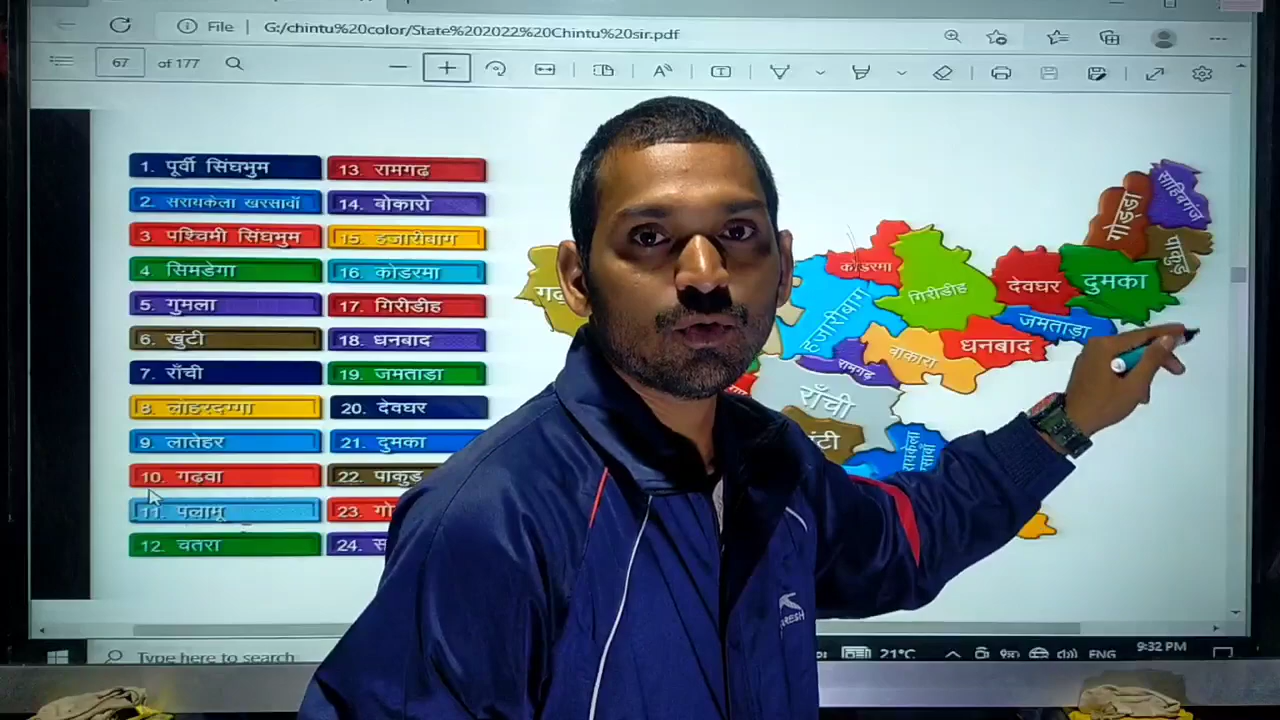 File
G:/chintu%20color/State%202022%20Chintu%20sir.pdf
67 of 177
1. पूर्वी सिंघभुम
2. सरायकेला खरसावाँ
3 पश्चिमी सिंघभुम
4 सिमडेगा
5. गुमला
6. खुंटी
7. राँची
8. लोहरदग्गा
9. लातेहर
10. गढ़वा
11. पलामू
12. चतरा
13. रामगढ़
14. बोकारो
15. हजारीबाग
16. कोडरमा
17. गिरीडीह
18. धनबाद
19. जमताडा
20. देवघर
21. दुमका
22. पाकुड़
23.
24.
साहिबगंज
गोड्डा
पाकुड़
कोडरमा
देवघर
दुमका
गिरीडीह
हजारीबाग
जमताडा
धनबाद
बोकारो
रामगढ़
राँची
Type here to search
21°C
ENG
9:32 PM